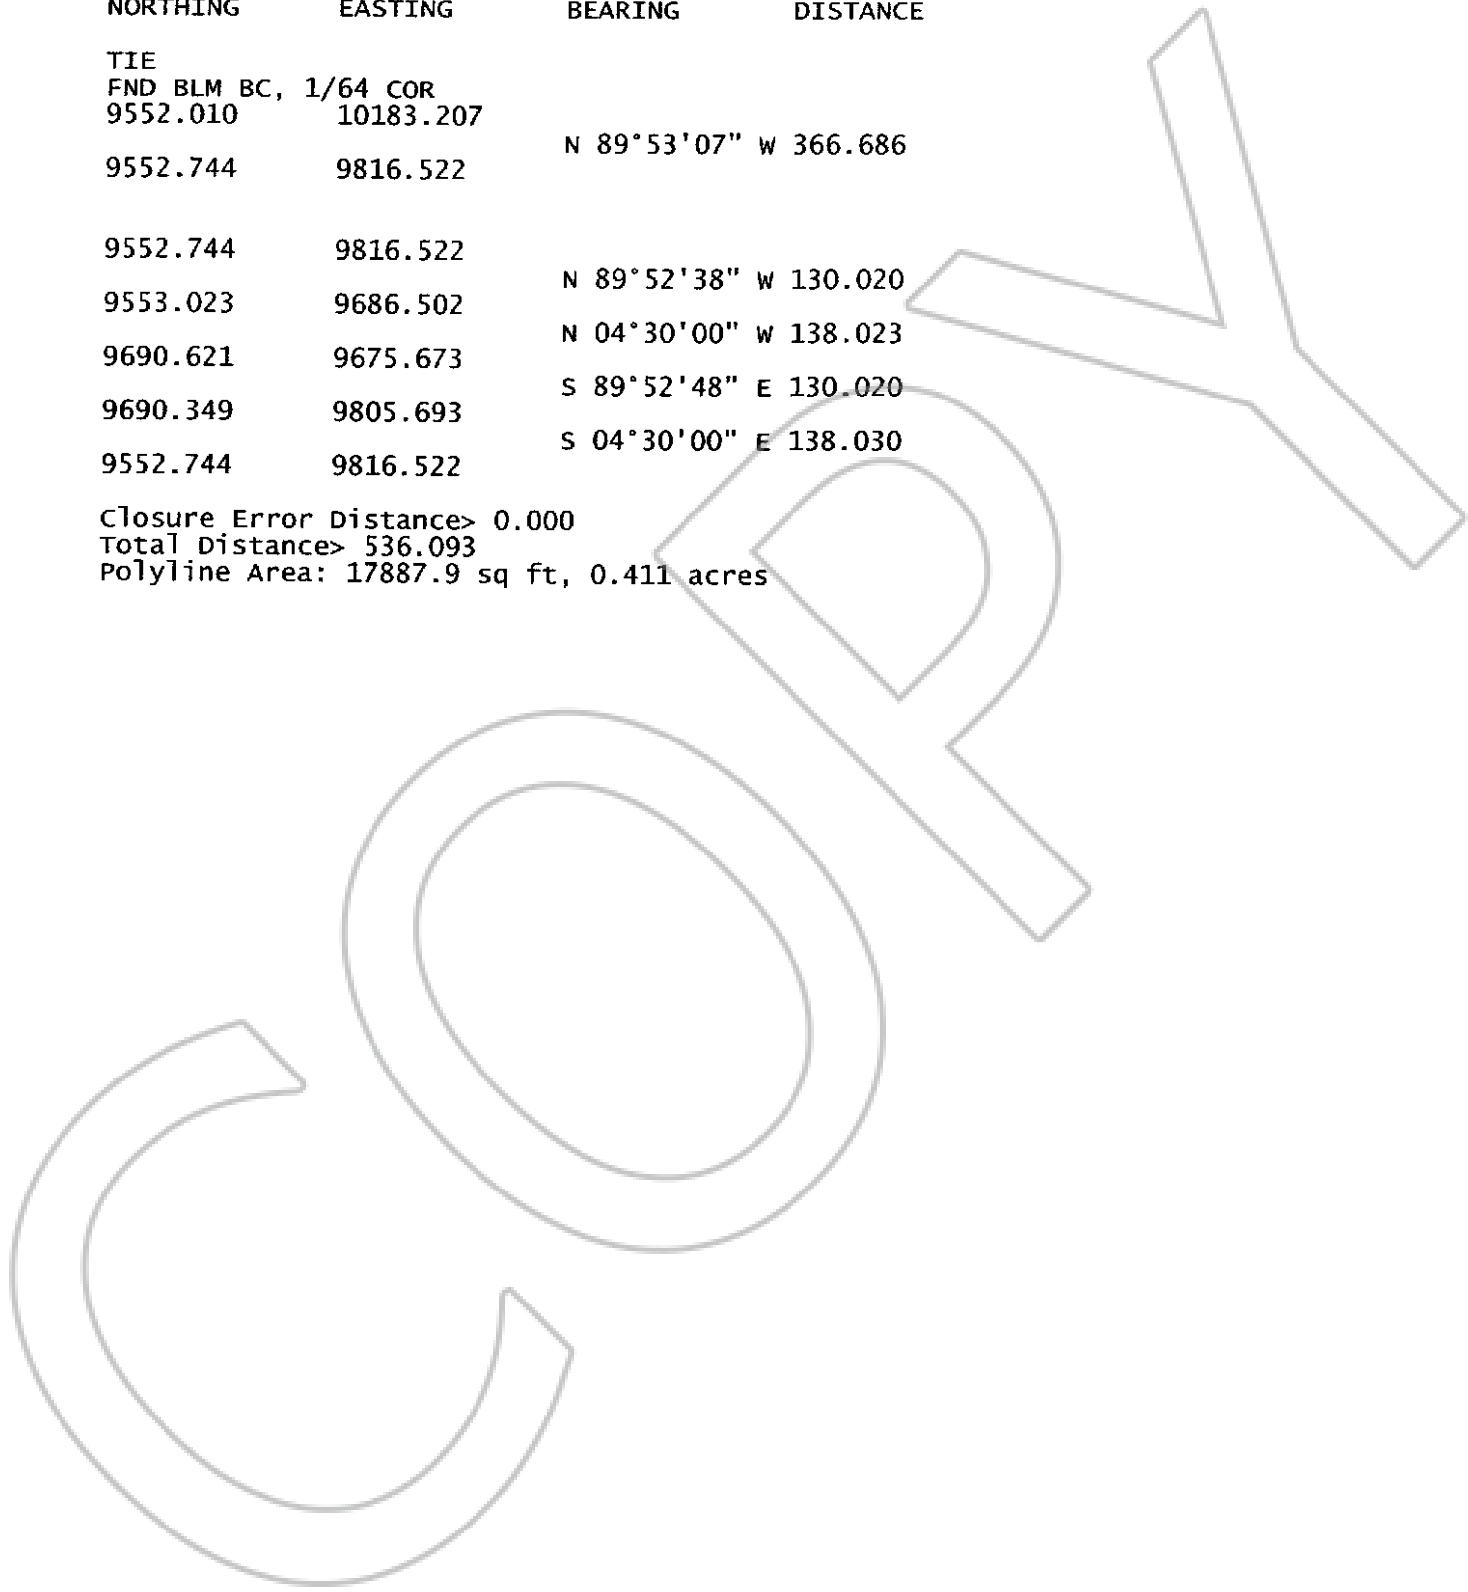 NORTHING EASTING BEARING DISTANCE
TIE
FND BLM BC, 1/64 COR
9552.010 10183.207
N 89°53'07" W 366.686
9552.744 9816.522
9552.744 9816.522
N 89°52'38" W 130.020
9553.023 9686.502
N 04°30'00" W 138.023
9690.621 9675.673
S 89°52'48" E 130.020
9690.349 9805.693
S 04°30'00" E 138.030
9552.744 9816.522
Closure Error Distance> 0.000
Total Distance> 536.093
Polyline Area: 17887.9 sq ft, 0.411 acres
COPY